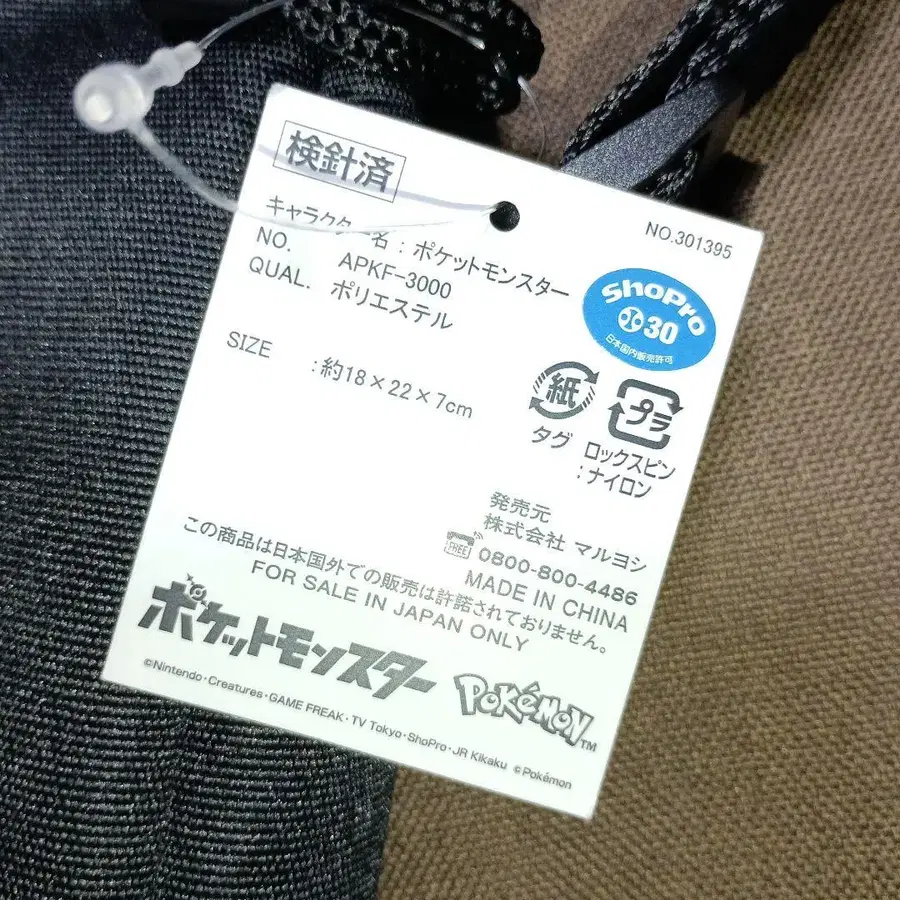 検針済
キャラクター名：ポケットモンスター
NO. APKF-3000
QUAL. ポリエステル
SIZE :約18×22×7cm
NO.301395
ShoPro
30
日本国内販売許可
紙
タグ
プラ
ロックスピン
:ナイロン
発売元
株式会社 マルヨシ
FREE 0800-800-4486
MADE IN CHINA
この商品は日本国外での販売は許諾されておりません。
FOR SALE IN JAPAN ONLY
ポケットモンスター
POKéMON™
©Nintendo・Creatures・GAME FREAK・TV Tokyo・ShoPro・JR Kikaku ©Pokémon